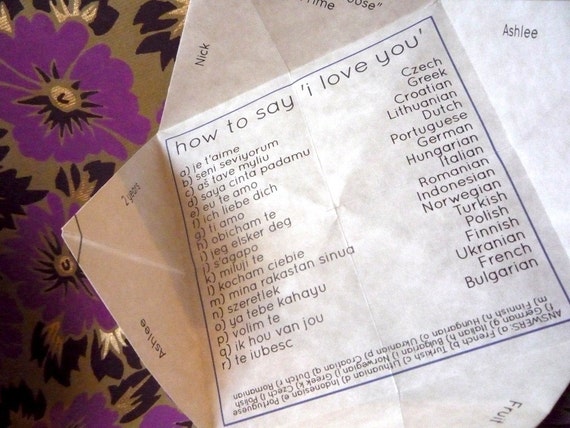 Time
oose"
Nick
Ashlee
how to say 'i love you'
a) je t'aime
b) seni seviyorum
c) aš tave myliu
d) saya cinta padamu
e) eu te amo
f) ich liebe dich
g) ti amo
h) obicham te
i) jeg elsker deg
j) s'agapo
k) miluji te
l) kocham ciebie
m) mina rakastan sinua
n) szeretlek
o) ya tebe kahayu
p) volim te
q) ik hou van jou
r) te iubesc
Czech
Greek
Croatian
Lithuanian
Dutch
Portuguese
German
Hungarian
Italian
Romanian
Indonesian
Norwegian
Turkish
Polish
Finnish
Ukranian
French
Bulgarian
ANSWERS: a) French b) Turkish c) Lithuanian d) Indonesian e) Portuguese
f) German g) Italian h) Bulgarian i) Norwegian j) Greek k) Czech l) Polish
m) Finnish n) Hungarian o) Ukranian p) Croatian q) Dutch r) Romanian
2 years
Ashlee
Fruit